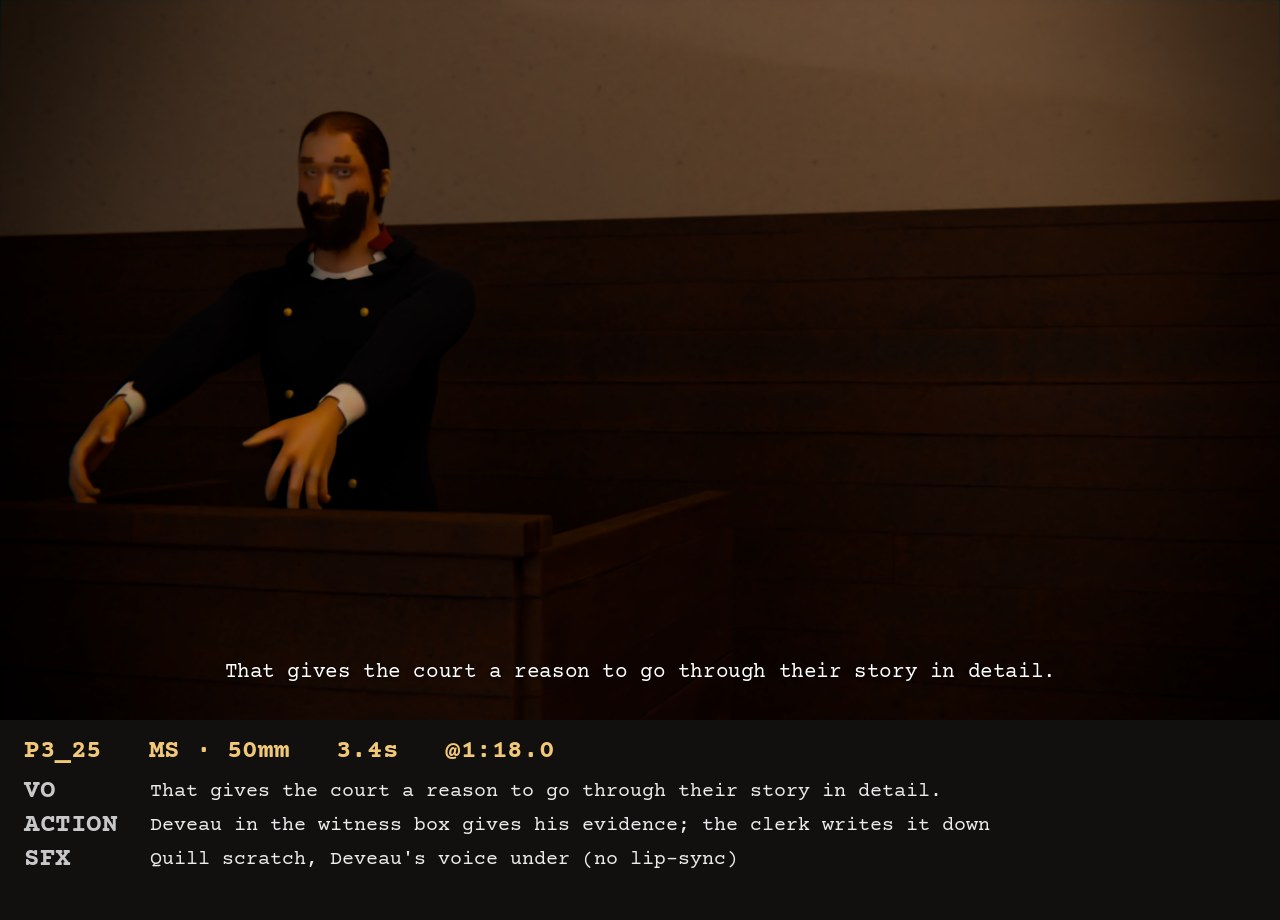 That gives the court a reason to go through their story in detail.
P3_25 MS · 50mm 3.4s @1:18.0
VO That gives the court a reason to go through their story in detail.
ACTION Deveau in the witness box gives his evidence; the clerk writes it down
SFX Quill scratch, Deveau's voice under (no lip-sync)